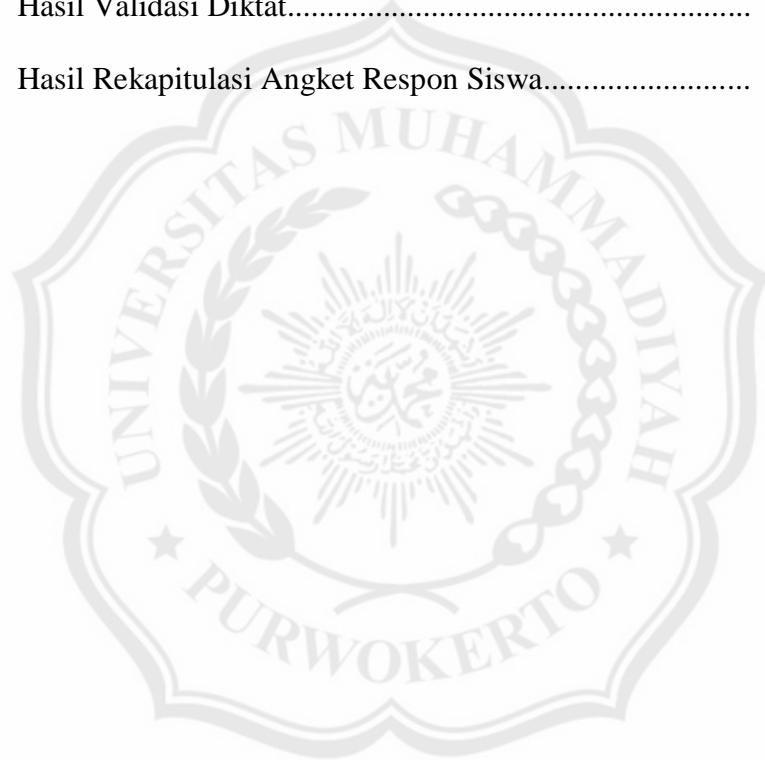 Hasil Validasi Diktat..........................................................
Hasil Rekapitulasi Angket Respon Siswa..........................
UNIVERSITAS MUHAMMADIYAH
PURWOKERTO